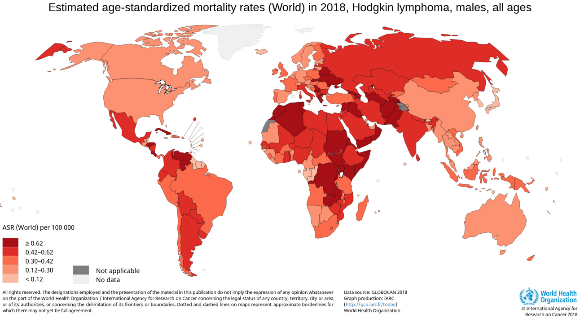 Estimated age-standardized mortality rates (World) in 2018, Hodgkin lymphoma, males, all ages
ASR (World) per 100 000
≥ 0.62
0.42–0.62
0.30–0.42
0.12–0.30
< 0.12
Not applicable
No data
All rights reserved. The designations employed and the presentation of the material in this publication do not imply the expression of any opinion whatsoever
on the part of the World Health Organization / International Agency for Research on Cancer concerning the legal status of any country, territory, city or area
or of its authorities, or concerning the delimitation of its frontiers or boundaries. Dotted and dashed lines on maps represent approximate borderlines for
which there may not yet be full agreement.
Data source: GLOBOCAN 2018
Graph production: IARC
(http://gco.iarc.fr/today)
World Health Organization
World Health
Organization
© International Agency for
Research on Cancer 2018